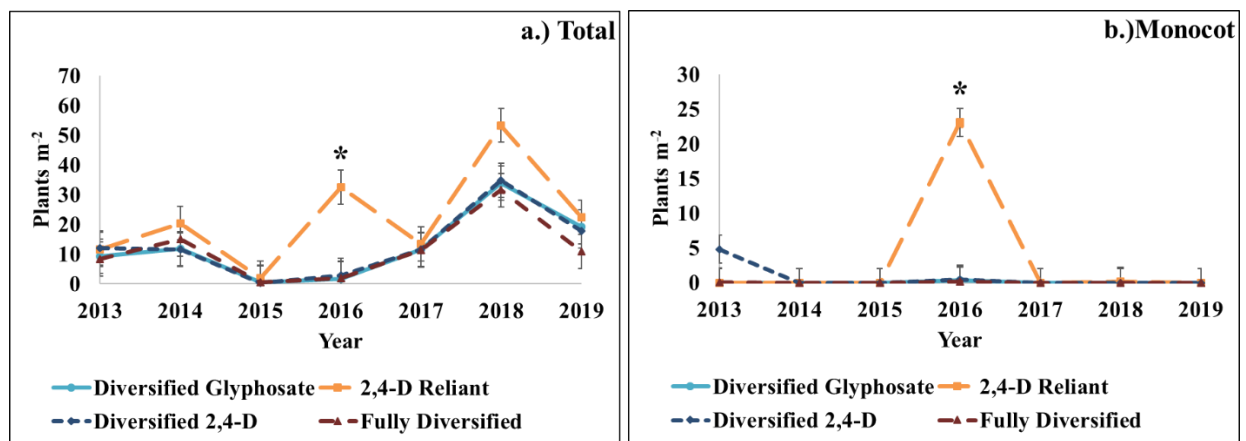 a.) Total
70
60
50
40
30
20
10
0
Plants m⁻²
*
2013 2014 2015 2016 2017 2018 2019
Year
Diversified Glyphosate 2,4-D Reliant
Diversified 2,4-D Fully Diversified
b.)Monocot
30
25
20
15
10
5
0
Plants m⁻²
*
2013 2014 2015 2016 2017 2018 2019
Year
Diversified Glyphosate 2,4-D Reliant
Diversified 2,4-D Fully Diversified